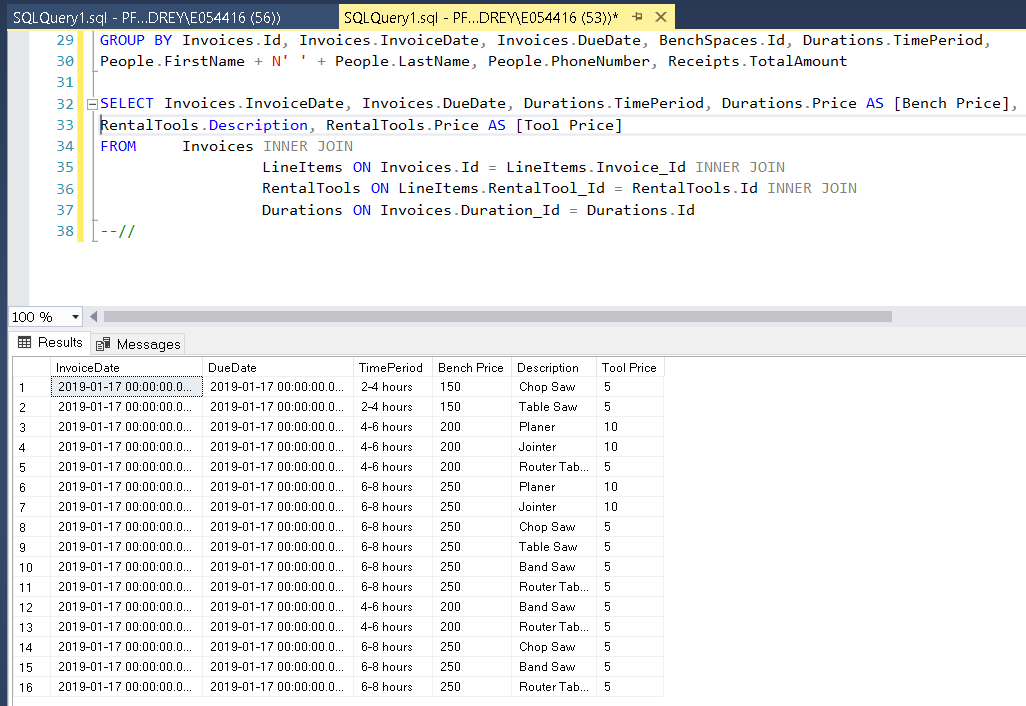 SQLQuery1.sql - PF...DREY\E054416 (56)) SQLQuery1.sql - PF...DREY\E054416 (53))*
29 GROUP BY Invoices.Id, Invoices.InvoiceDate, Invoices.DueDate, BenchSpaces.Id, Durations.TimePeriod,
30 People.FirstName + N' ' + People.LastName, People.PhoneNumber, Receipts.TotalAmount
31
32 SELECT Invoices.InvoiceDate, Invoices.DueDate, Durations.TimePeriod, Durations.Price AS [Bench Price],
33 RentalTools.Description, RentalTools.Price AS [Tool Price]
34 FROM Invoices INNER JOIN
35 LineItems ON Invoices.Id = LineItems.Invoice_Id INNER JOIN
36 RentalTools ON LineItems.RentalTool_Id = RentalTools.Id INNER JOIN
37 Durations ON Invoices.Duration_Id = Durations.Id
38 --//
100 %
Results Messages
InvoiceDate DueDate TimePeriod Bench Price Description Tool Price
1 2019-01-17 00:00:00.0... 2019-01-17 00:00:00.0... 2-4 hours 150 Chop Saw 5
2 2019-01-17 00:00:00.0... 2019-01-17 00:00:00.0... 2-4 hours 150 Table Saw 5
3 2019-01-17 00:00:00.0... 2019-01-17 00:00:00.0... 4-6 hours 200 Planer 10
4 2019-01-17 00:00:00.0... 2019-01-17 00:00:00.0... 4-6 hours 200 Jointer 10
5 2019-01-17 00:00:00.0... 2019-01-17 00:00:00.0... 4-6 hours 200 Router Tab... 5
6 2019-01-17 00:00:00.0... 2019-01-17 00:00:00.0... 6-8 hours 250 Planer 10
7 2019-01-17 00:00:00.0... 2019-01-17 00:00:00.0... 6-8 hours 250 Jointer 10
8 2019-01-17 00:00:00.0... 2019-01-17 00:00:00.0... 6-8 hours 250 Chop Saw 5
9 2019-01-17 00:00:00.0... 2019-01-17 00:00:00.0... 6-8 hours 250 Table Saw 5
10 2019-01-17 00:00:00.0... 2019-01-17 00:00:00.0... 6-8 hours 250 Band Saw 5
11 2019-01-17 00:00:00.0... 2019-01-17 00:00:00.0... 6-8 hours 250 Router Tab... 5
12 2019-01-17 00:00:00.0... 2019-01-17 00:00:00.0... 4-6 hours 200 Band Saw 5
13 2019-01-17 00:00:00.0... 2019-01-17 00:00:00.0... 4-6 hours 200 Router Tab... 5
14 2019-01-17 00:00:00.0... 2019-01-17 00:00:00.0... 6-8 hours 250 Chop Saw 5
15 2019-01-17 00:00:00.0... 2019-01-17 00:00:00.0... 6-8 hours 250 Band Saw 5
16 2019-01-17 00:00:00.0... 2019-01-17 00:00:00.0... 6-8 hours 250 Router Tab... 5